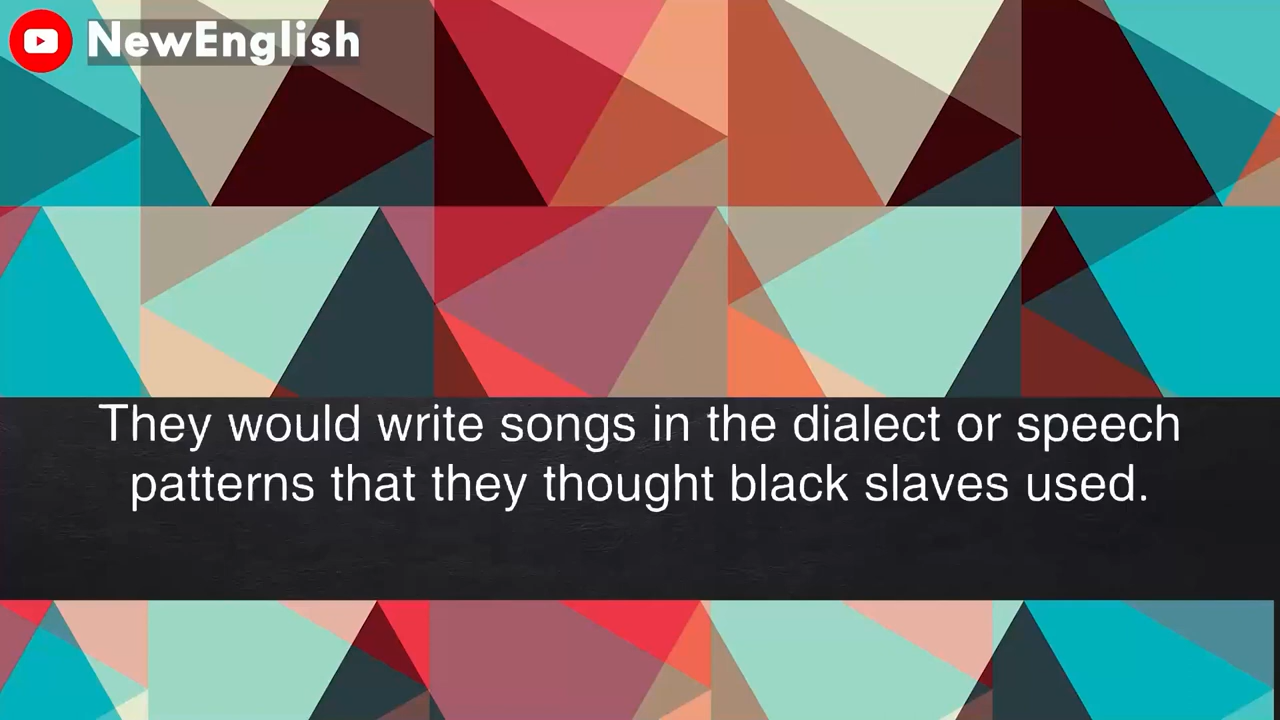 NewEnglish
They would write songs in the dialect or speech
patterns that they thought black slaves used.